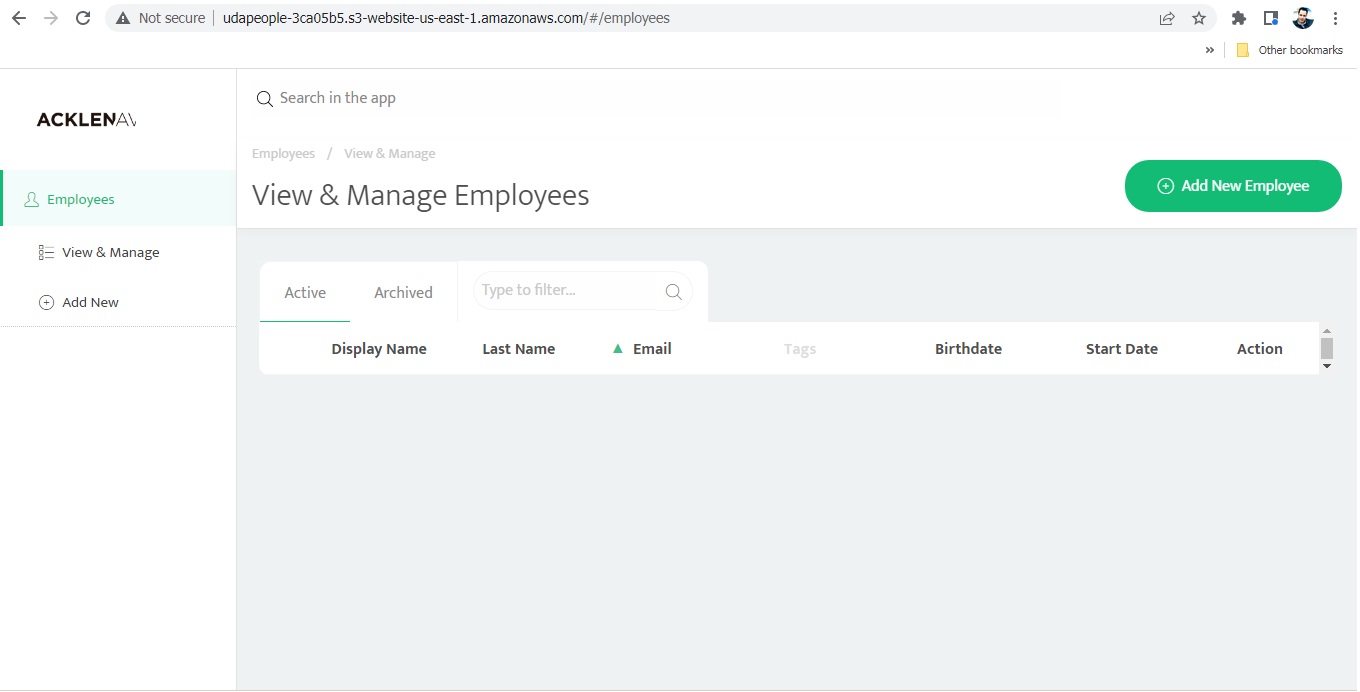 Not secure udapeople-3ca05b5.s3-website-us-east-1.amazonaws.com/#/employees
» Other bookmarks
ACKLENAV
Search in the app
Employees / View & Manage
View & Manage Employees
Add New Employee
Employees
View & Manage
Add New
Active Archived Type to filter...
Display Name Last Name ▲ Email Tags Birthdate Start Date Action